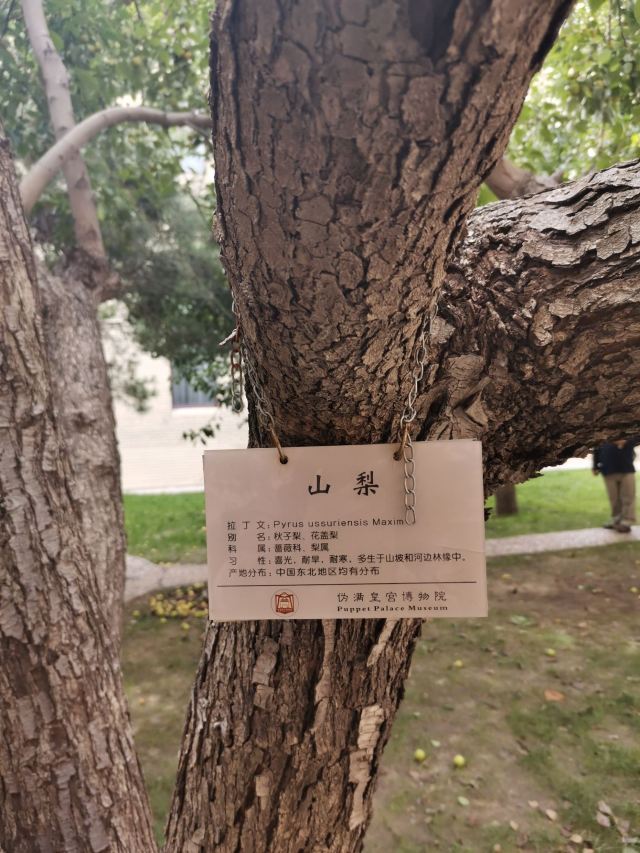 山 梨
拉 丁 文：Pyrus ussuriensis Maxim
别 名：秋子梨、花盖梨
科 属：蔷薇科、梨属
习 性：喜光，耐旱，耐寒，多生于山坡和河边林缘中。
产地分布：中国东北地区均有分布
伪满皇宫博物院
Puppet Palace Museum